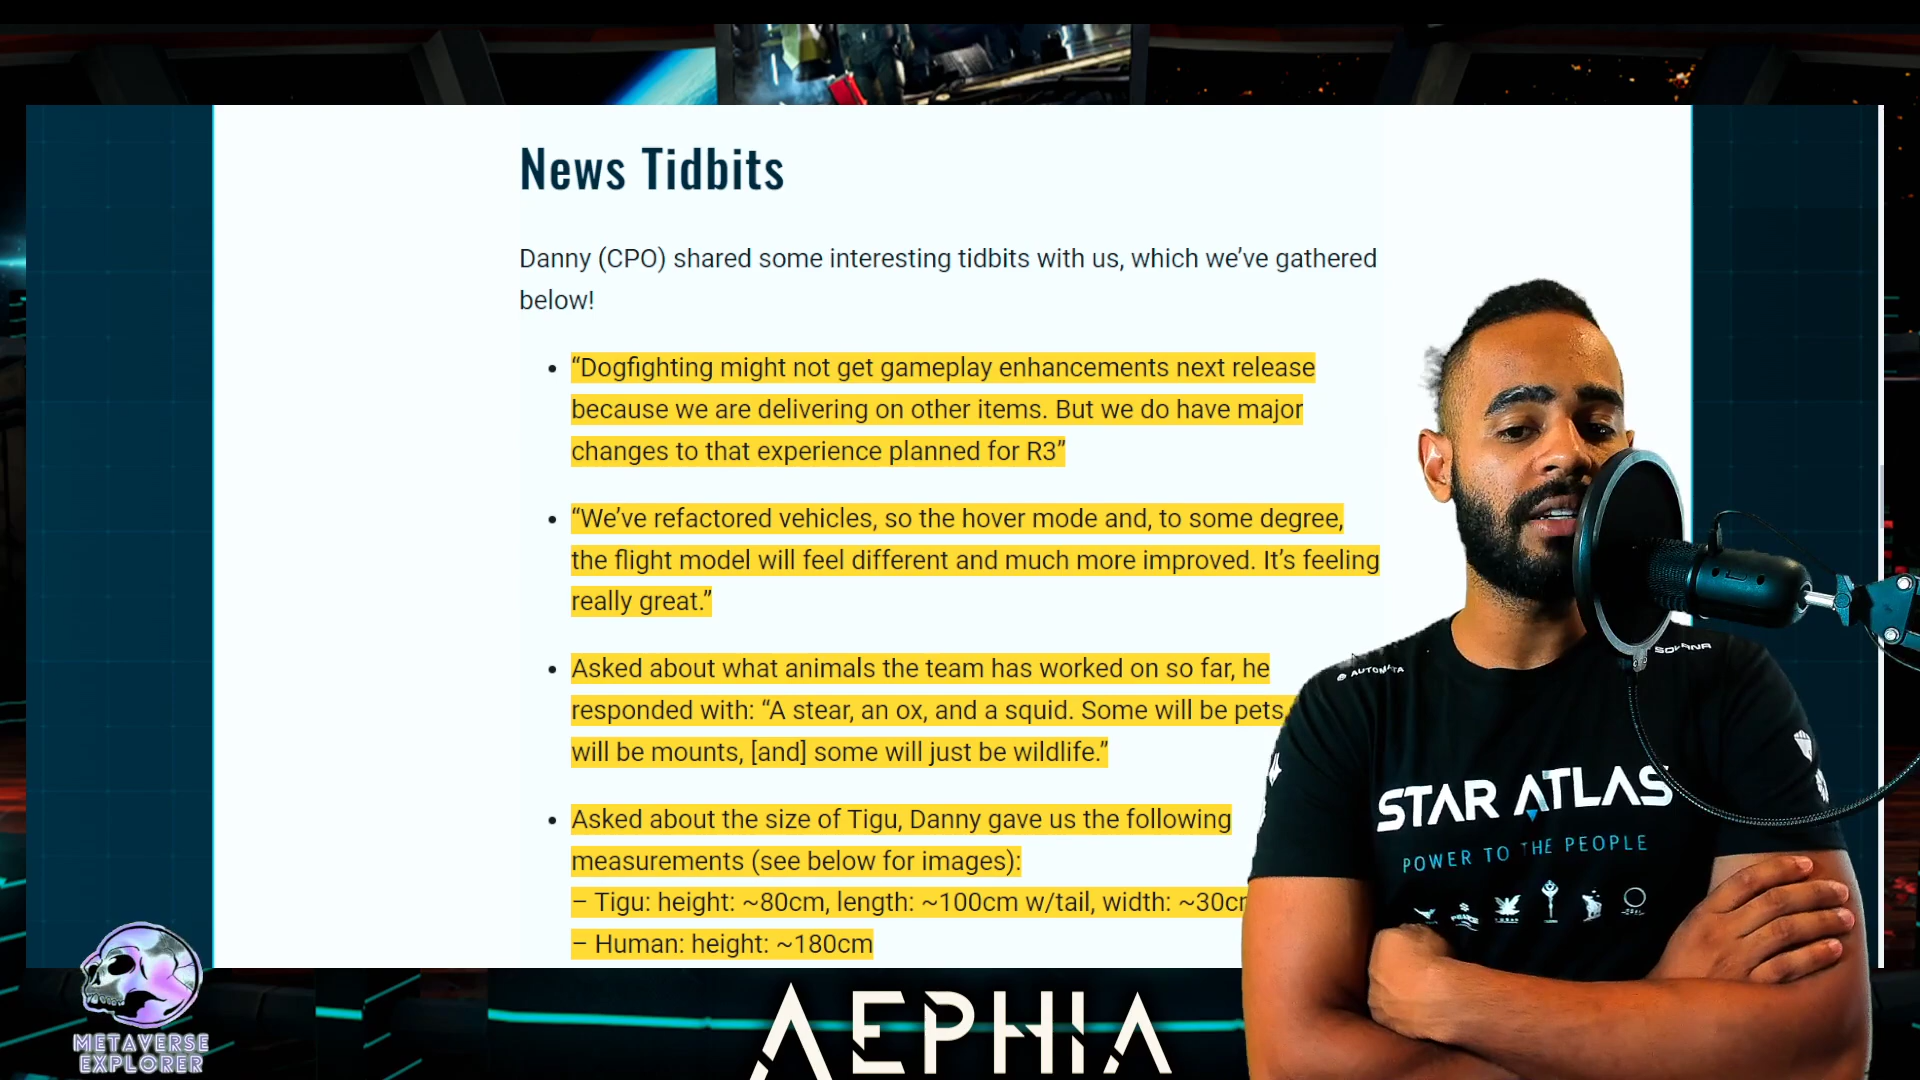 News Tidbits
Danny (CPO) shared some interesting tidbits with us, which we’ve gathered
below!
• “Dogfighting might not get gameplay enhancements next release
because we are delivering on other items. But we do have major
changes to that experience planned for R3”
• “We’ve refactored vehicles, so the hover mode and, to some degree,
the flight model will feel different and much more improved. It’s feeling
really great.”
• Asked about what animals the team has worked on so far, he
responded with: “A stear, an ox, and a squid. Some will be pets,
will be mounts, [and] some will just be wildlife.”
• Asked about the size of Tigu, Danny gave us the following
measurements (see below for images):
– Tigu: height: ~80cm, length: ~100cm w/tail, width: ~30c
– Human: height: ~180cm
AUTOMATA
SOLANA
STAR ATLAS
POWER TO THE PEOPLE
METAVERSE
EXPLORER
AEPHIA